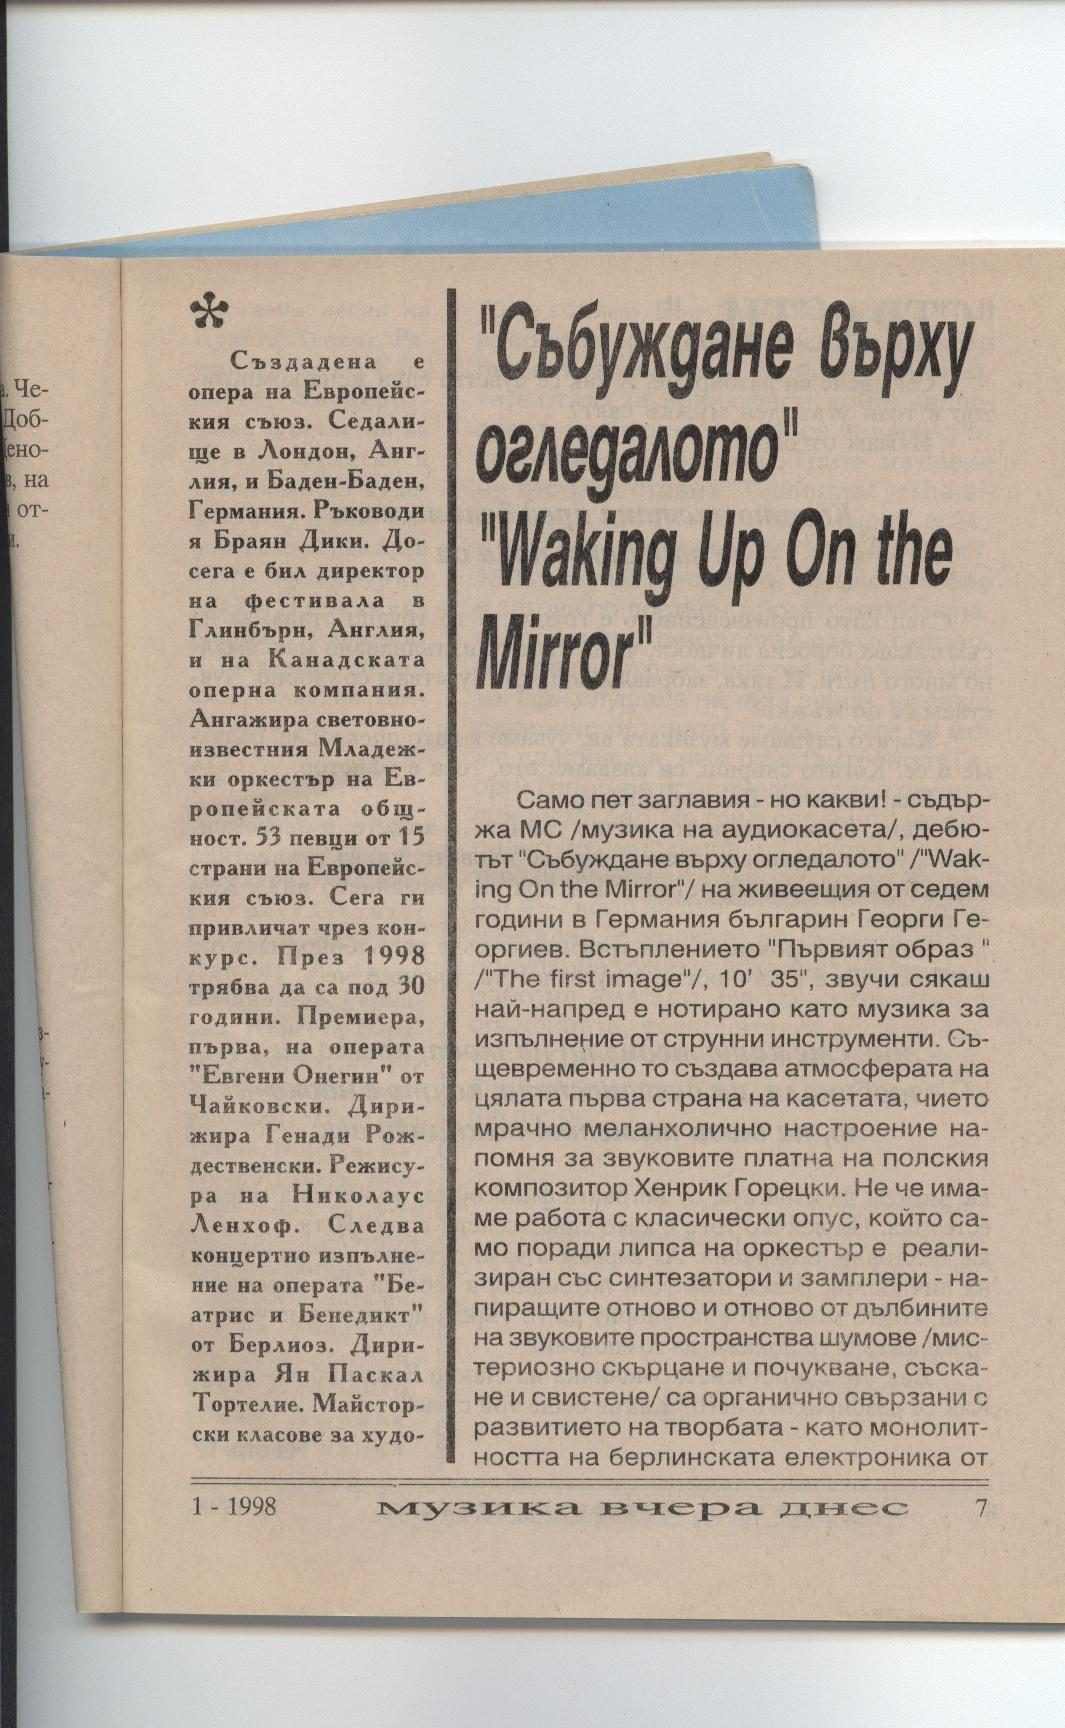 а. Че-
Доб-
на
от-
и.
*
Създадена е
опера на Европейс-
кия съюз. Седали-
ще в Лондон, Анг-
лия, и Баден-Баден,
Германия. Ръководи
я Браян Дики. До-
сега е бил директор
на фестивала в
Глинбърн, Англия,
и на Канадската
оперна компания.
Ангажира световно-
известния Младеж-
ки оркестър на Ев-
ропейската общ-
ност. 53 певци от 15
страни на Европейс-
кия съюз. Сега ги
привличат чрез кон-
курс. През 1998
трябва да са под 30
години. Премиера,
първа, на операта
"Евгени Онегин" от
Чайковски. Дири-
жира Генади Рож-
дественски. Режису-
ра на Николаус
Ленхоф. Следва
концертно изпълне-
ние на операта "Бе-
атрис и Бенедикт"
от Берлиоз. Дири-
жира Ян Паскал
Тортелие. Майстор-
ски класове за худо-
"Събуждане върху
огледалото"
"Waking Up On the
Mirror"
Само пет заглавия - но какви! - съдър-
жа МС /музика на аудиокасета/, дебю-
тът "Събуждане върху огледалото" /"Wak-
ing On the Mirror"/ на живеещия от седем
години в Германия българин Георги Ге-
оргиев. Встъплението "Първият образ "
/"The first image"/, 10' 35", звучи сякаш
най-напред е нотирано като музика за
изпълнение от струнни инструменти. Съ-
щевременно то създава атмосферата на
цялата първа страна на касетата, чието
мрачно меланхолично настроение на-
помня за звуковите платна на полския
композитор Хенрик Горецки. Не че има-
ме работа с класически опус, който са-
мо поради липса на оркестър е реали-
зиран със синтезатори и замплери - на-
пиращите отново и отново от дълбините
на звуковите пространства шумове /мис-
териозно скърцане и почукване, съска-
не и свистене/ са органично свързани с
развитието на творбата - като монолит-
ността на берлинската електроника от
1 - 1998 музика вчера днес 7